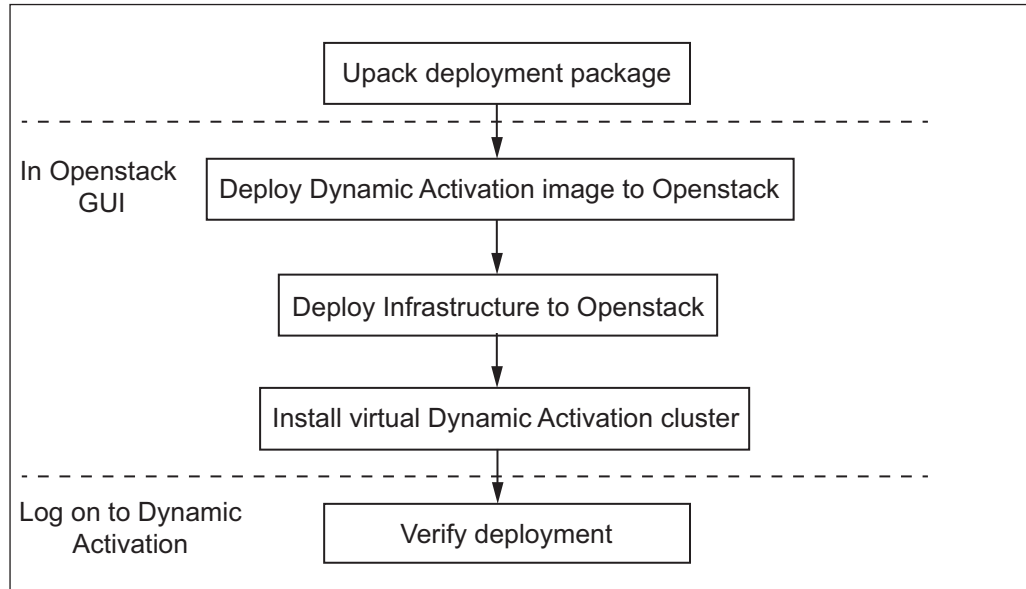 Upack deployment package
In Openstack
GUI
Deploy Dynamic Activation image to Openstack
Deploy Infrastructure to Openstack
Install virtual Dynamic Activation cluster
Log on to Dynamic
Activation
Verify deployment